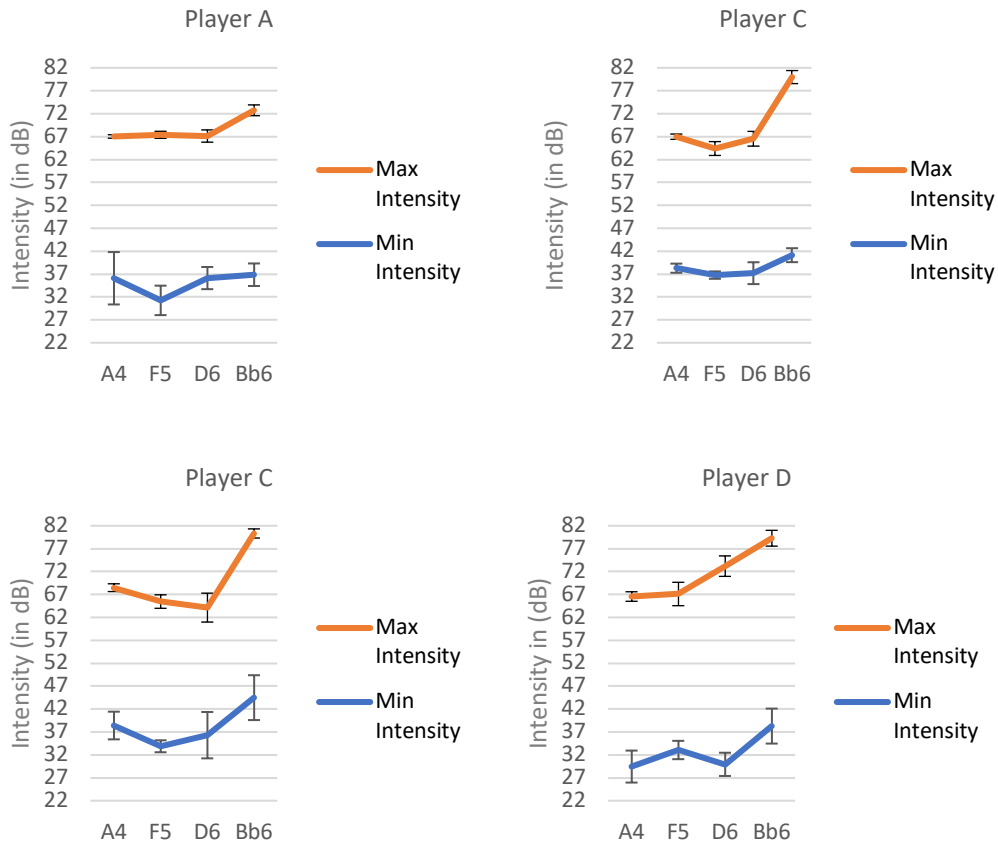 Player A
Intensity (in dB)
82
77
72
67
62
57
52
47
42
37
32
27
22
A4 F5 D6 Bb6
Max
Intensity
Min
Intensity
Player C
Intensity (in dB)
82
77
72
67
62
57
52
47
42
37
32
27
22
A4 F5 D6 Bb6
Max
Intensity
Min
Intensity
Player C
Intensity (in dB)
82
77
72
67
62
57
52
47
42
37
32
27
22
A4 F5 D6 Bb6
Max
Intensity
Min
Intensity
Player D
Intensity in (dB)
82
77
72
67
62
57
52
47
42
37
32
27
22
A4 F5 D6 Bb6
Max
Intensity
Min
Intensity